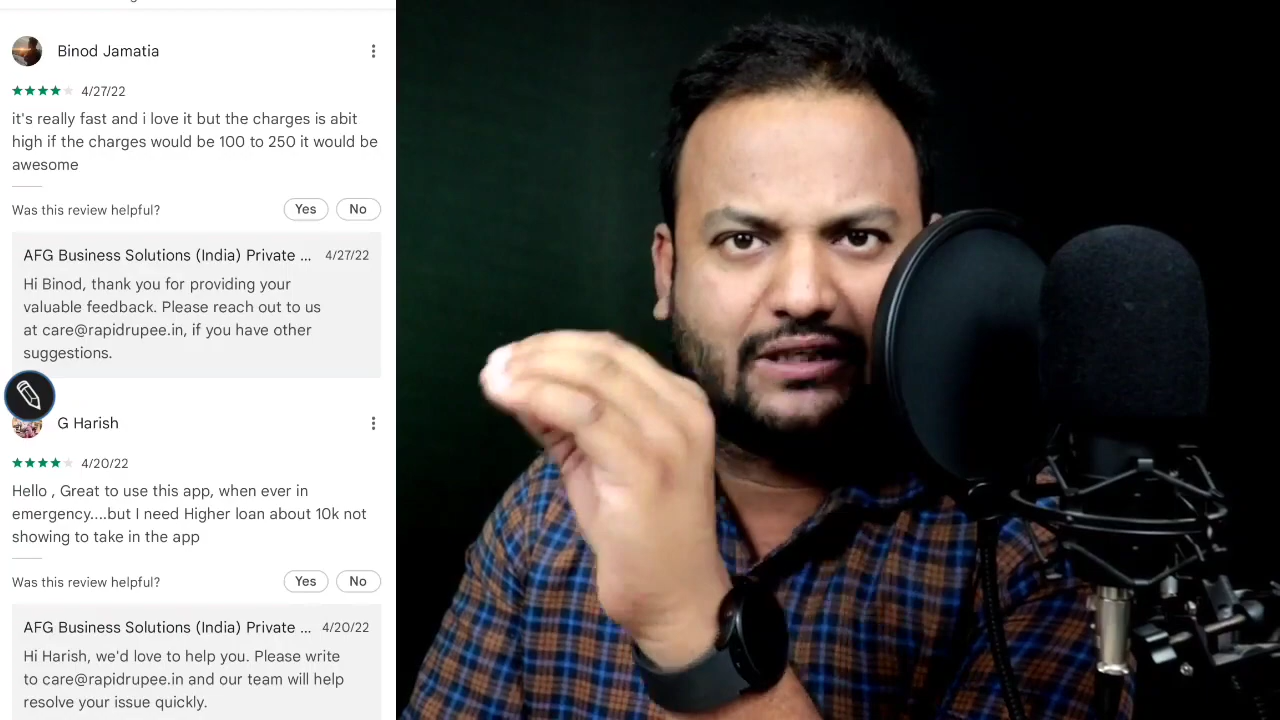 Binod Jamatia
4/27/22
it's really fast and i love it but the charges is abit
high if the charges would be 100 to 250 it would be
awesome
Was this review helpful?
Yes
No
AFG Business Solutions (India) Private ...
4/27/22
Hi Binod, thank you for providing your
valuable feedback. Please reach out to us
at care@rapidrupee.in, if you have other
suggestions.
G Harish
4/20/22
Hello , Great to use this app, when ever in
emergency....but I need Higher loan about 10k not
showing to take in the app
Was this review helpful?
Yes
No
AFG Business Solutions (India) Private ...
4/20/22
Hi Harish, we'd love to help you. Please write
to care@rapidrupee.in and our team will help
resolve your issue quickly.